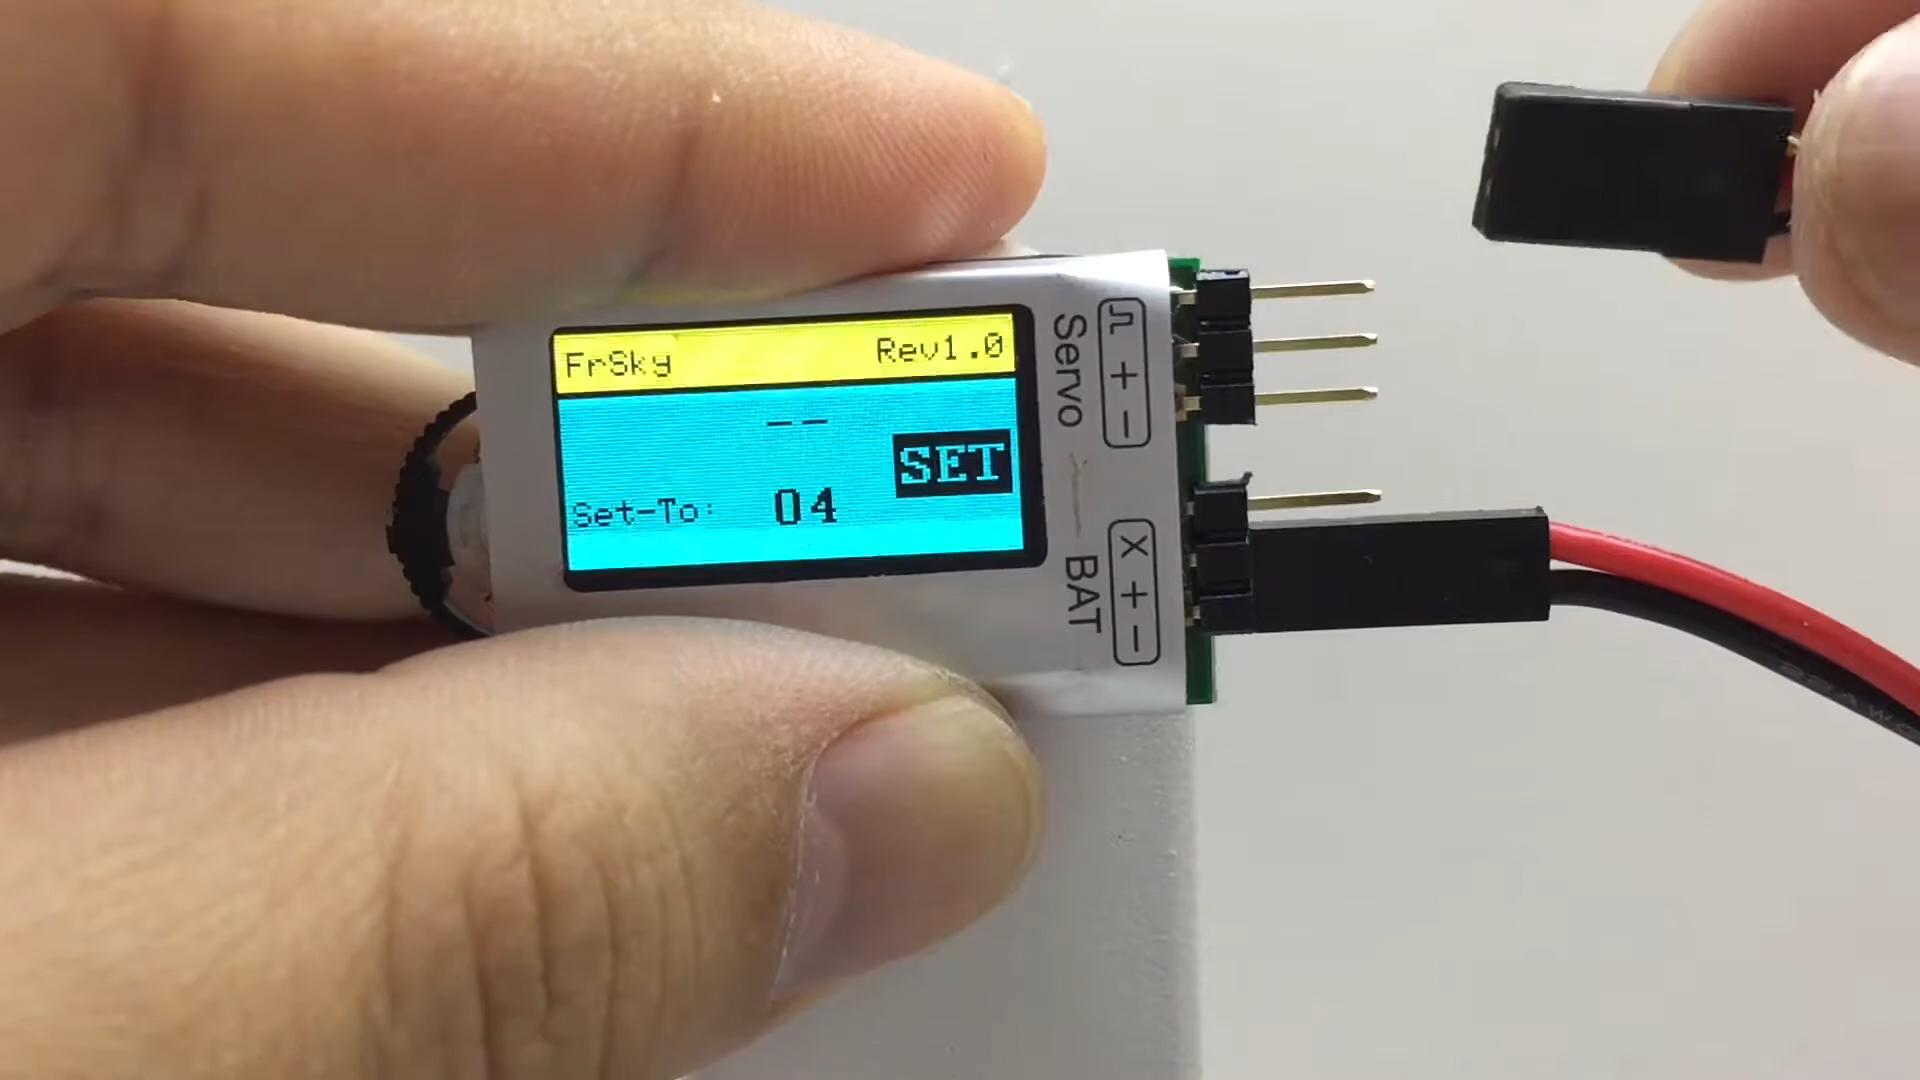 FrSky Rev1.0
--
SET
Set-To: 04
Servo
+ -
BAT
X + -